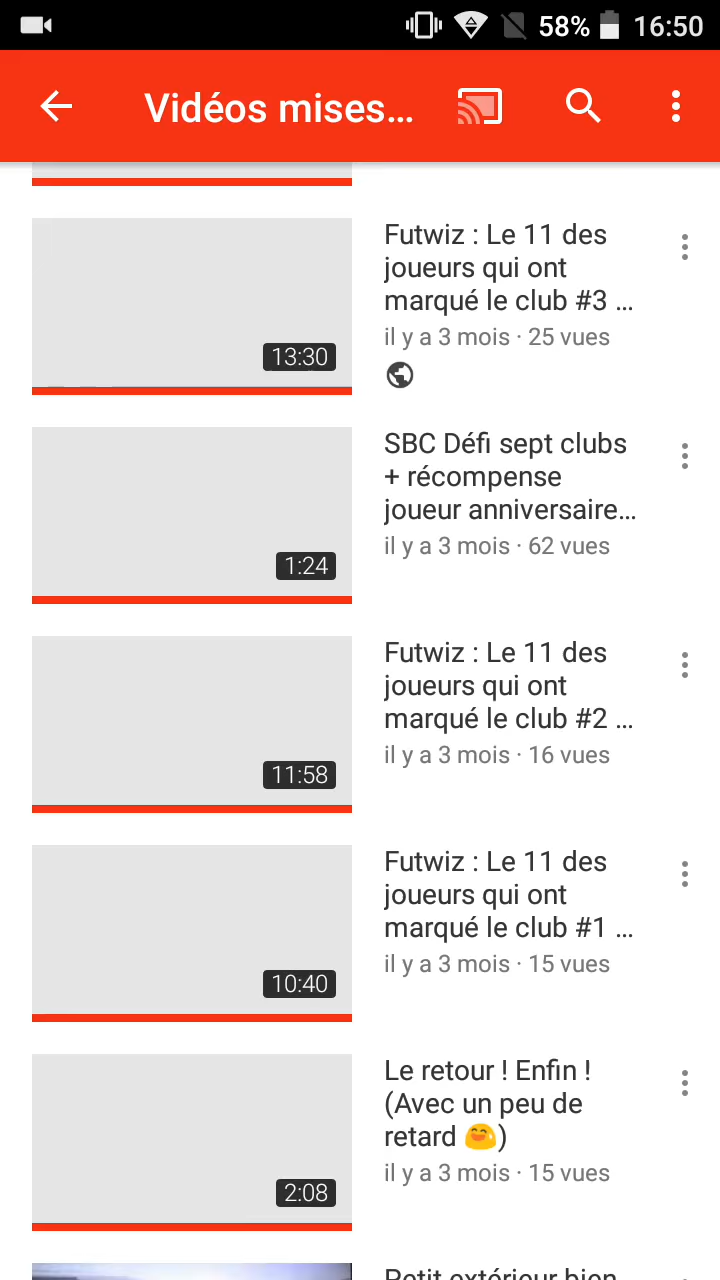 58% 16:50
Vidéos mises...
Futwiz : Le 11 des
joueurs qui ont
marqué le club #3 ...
il y a 3 mois · 25 vues
13:30
SBC Défi sept clubs
+ récompense
joueur anniversaire...
il y a 3 mois · 62 vues
1:24
Futwiz : Le 11 des
joueurs qui ont
marqué le club #2 ...
il y a 3 mois · 16 vues
11:58
Futwiz : Le 11 des
joueurs qui ont
marqué le club #1 ...
il y a 3 mois · 15 vues
10:40
Le retour ! Enfin !
(Avec un peu de
retard 😅)
il y a 3 mois · 15 vues
2:08
Petit extérieur bien